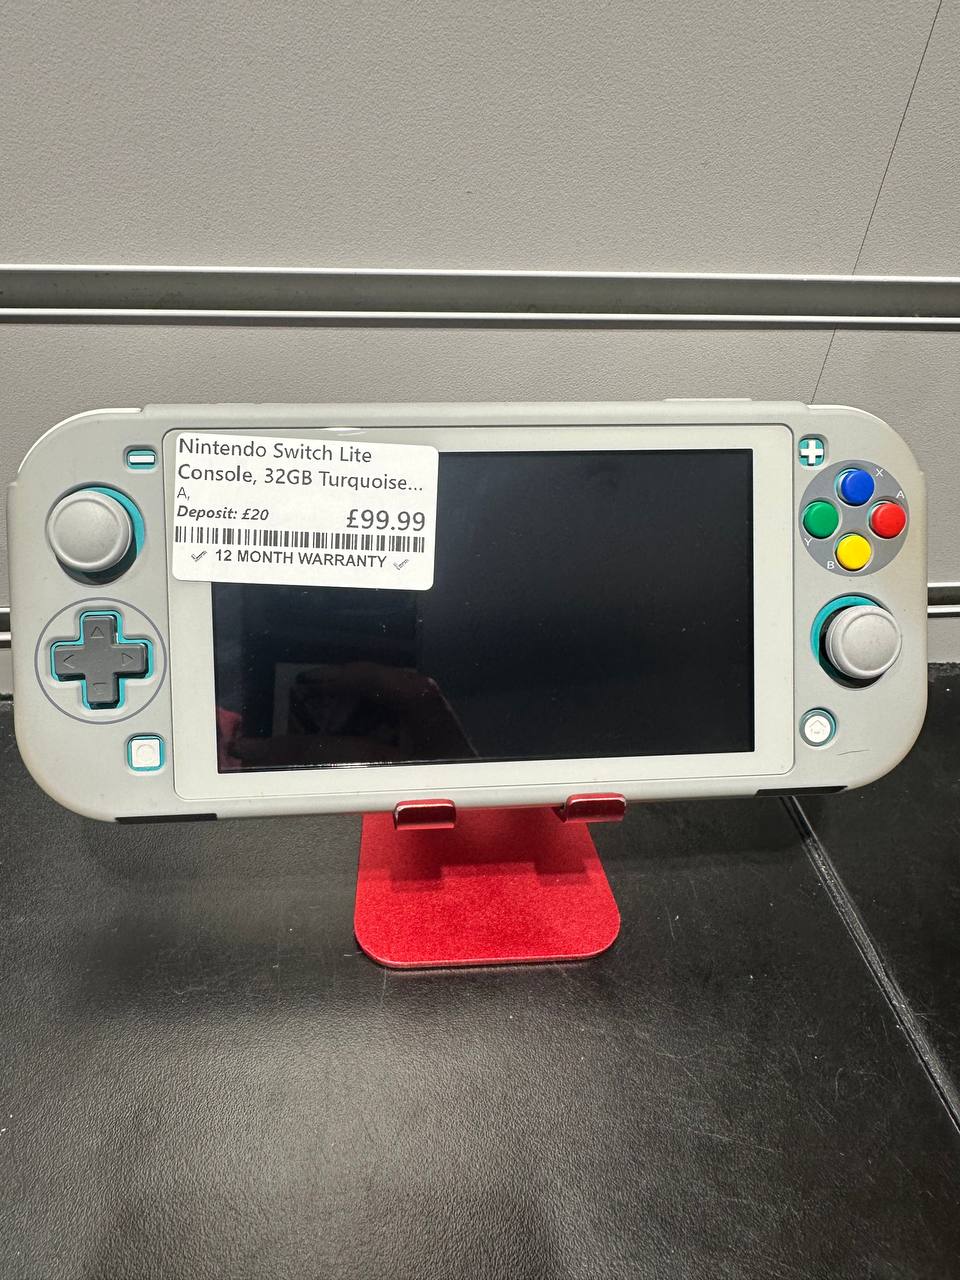 Nintendo Switch Lite
Console, 32GB Turquoise...
A,
Deposit: £20 £99.99
12 MONTH WARRANTY
X
A
Y
B